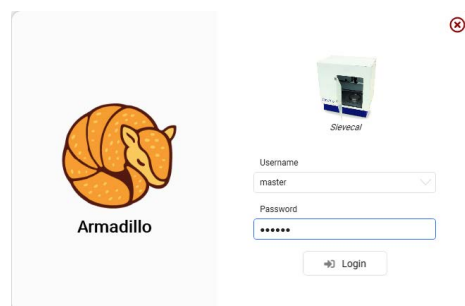 Armadillo
Sievecal
Username
master
Password
••••••
Login